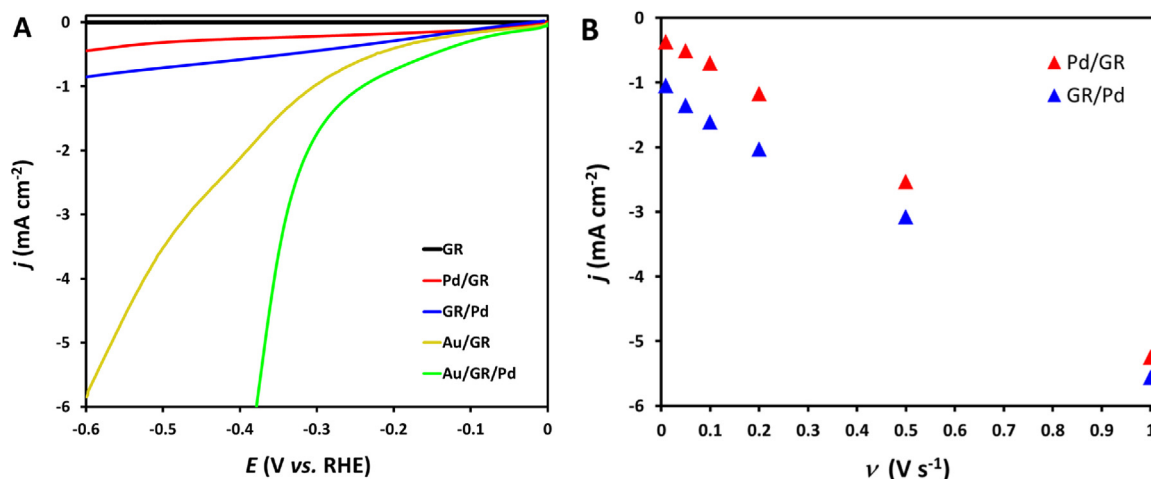 A
0
-1
-2
-3
-4
-5
-6
j (mA cm-2)
GR
Pd/GR
GR/Pd
Au/GR
Au/GR/Pd
-0.6 -0.5 -0.4 -0.3 -0.2 -0.1 0
E (V vs. RHE)
B
0
-1
-2
-3
-4
-5
-6
j (mA cm-2)
Pd/GR
GR/Pd
0 0.1 0.2 0.3 0.4 0.5 0.6 0.7 0.8 0.9 1
ν (V s-1)